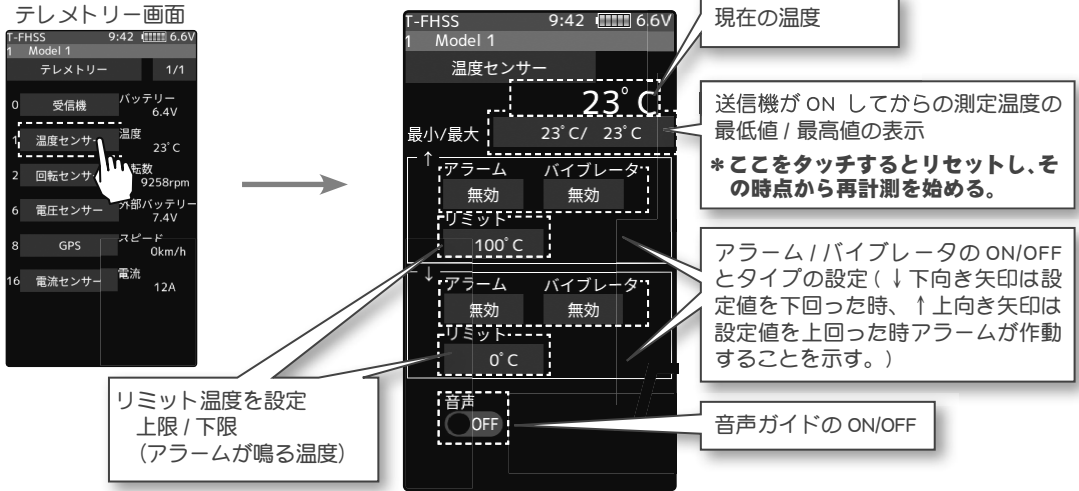 テレメトリー画面
T-FHSS 9:42 6.6V
1 Model 1
テレメトリー 1/1
0 受信機 バッテリー
6.4V
1 温度センサー 温度
23°C
2 回転センサー 転数
9258rpm
6 電圧センサー 外部バッテリー
7.4V
8 GPS スピード
0km/h
16 電流センサー 電流
12A
T-FHSS 9:42 6.6V
1 Model 1
温度センサー
23°C
最小/最大 23°C/ 23°C
↑
アラーム バイブレータ
無効 無効
リミット
100°C
↓
アラーム バイブレータ
無効 無効
リミット
0°C
音声
OFF
現在の温度
送信機が ON してからの測定温度の
最低値 / 最高値の表示
＊ここをタッチするとリセットし、そ
の時点から再計測を始める。
アラーム / バイブレータの ON/OFF
とタイプの設定 ( ↓下向き矢印は設
定値を下回った時、↑上向き矢印は
設定値を上回った時アラームが作動
することを示す。)
リミット温度を設定
上限 / 下限
（アラームが鳴る温度）
音声ガイドの ON/OFF